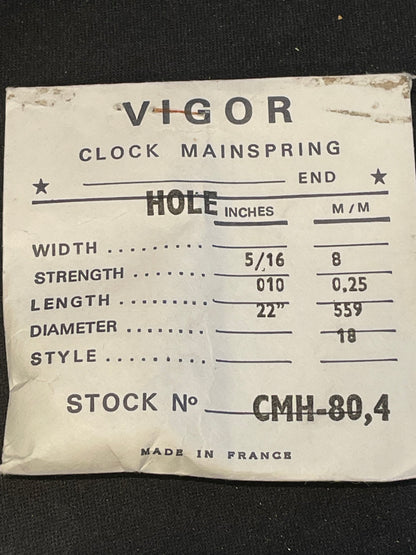 VIGOR
CLOCK MAINSPRING
★ HOLE END ★
INCHES M/M
WIDTH .......... 5/16 8
STRENGTH ....... 010 0,25
LENGTH ......... 22" 559
DIAMETER ........ 18
STYLE ..........
STOCK Nº CMH-80,4
MADE IN FRANCE